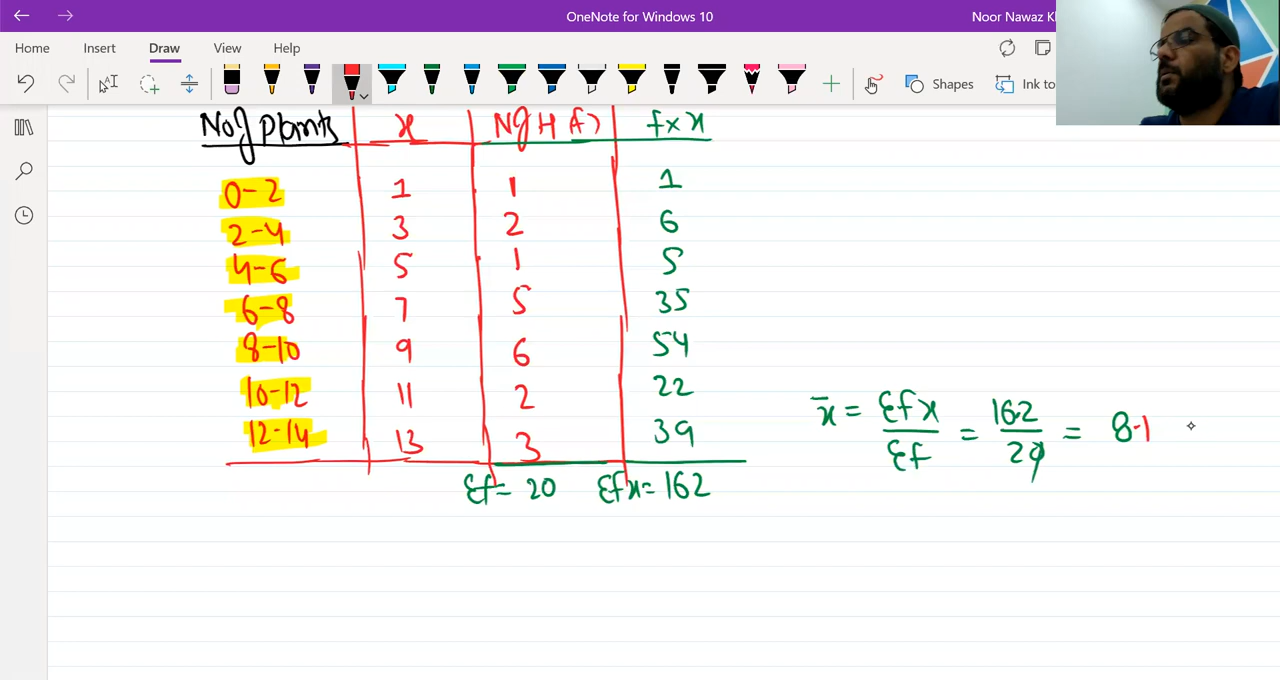 OneNote for Windows 10
Noor Nawaz Kh
Home Insert Draw View Help
Shapes Ink to
No of Plants x N of H (f) f×x
0-2 1 1 1
2-4 3 2 6
4-6 5 1 5
6-8 7 5 35
8-10 9 6 54
10-12 11 2 22
12-14 13 3 39
Σf= 20 Σfx=162
x̄ = Σfx/Σf = 16.2/20 = 8.1